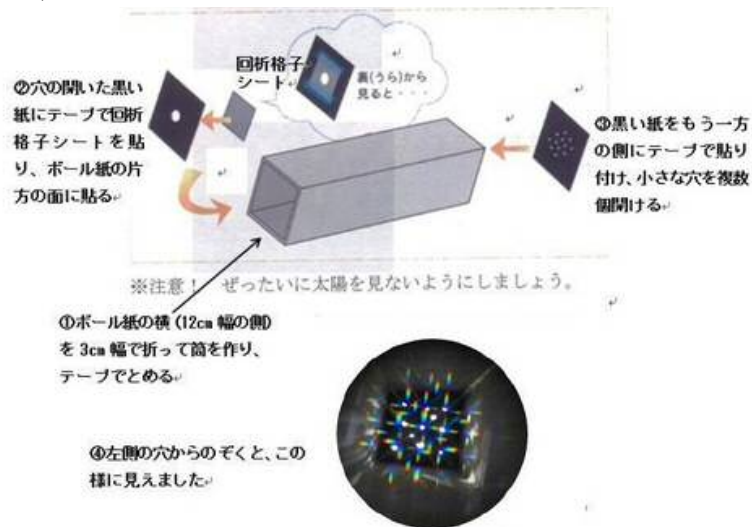 回折格子
シート
裏(うら)から
見ると・・・
②穴の開いた黒い
紙にテープで回折
格子シートを貼
り、ボール紙の片
方の面に貼る
③黒い紙をもう一方
の側にテープで貼り
付け、小さな穴を複数
個開ける
※注意！ ぜったいに太陽を見ないようにしましょう。
①ボール紙の横(12cm 幅の側)
を 3cm 幅で折って筒を作り、
テープでとめる
④左側の穴からのぞくと、この
様に見えました